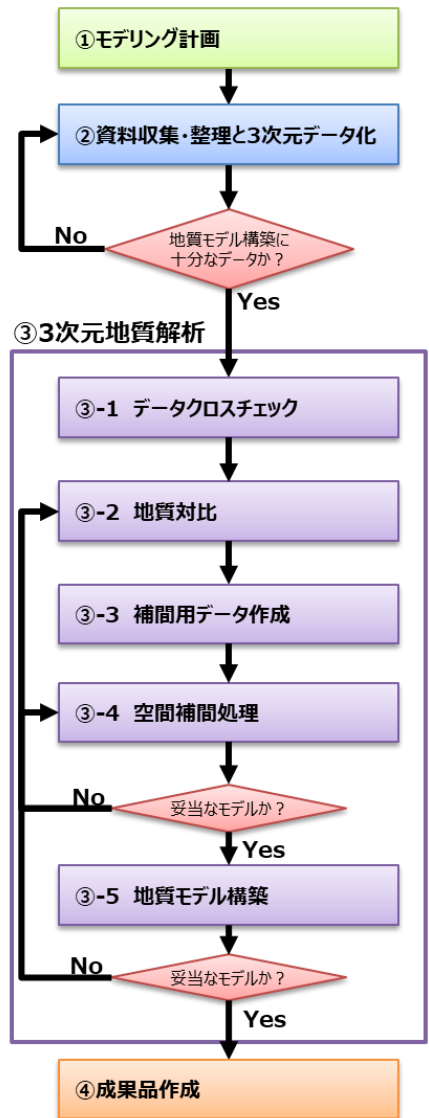 ①モデリング計画
②資料収集・整理と3次元データ化
地質モデル構築に
十分なデータか？
No
Yes
③3次元地質解析
③-1 データクロスチェック
③-2 地質対比
③-3 補間用データ作成
③-4 空間補間処理
妥当なモデルか？
No
Yes
③-5 地質モデル構築
妥当なモデルか？
No
Yes
④成果品作成